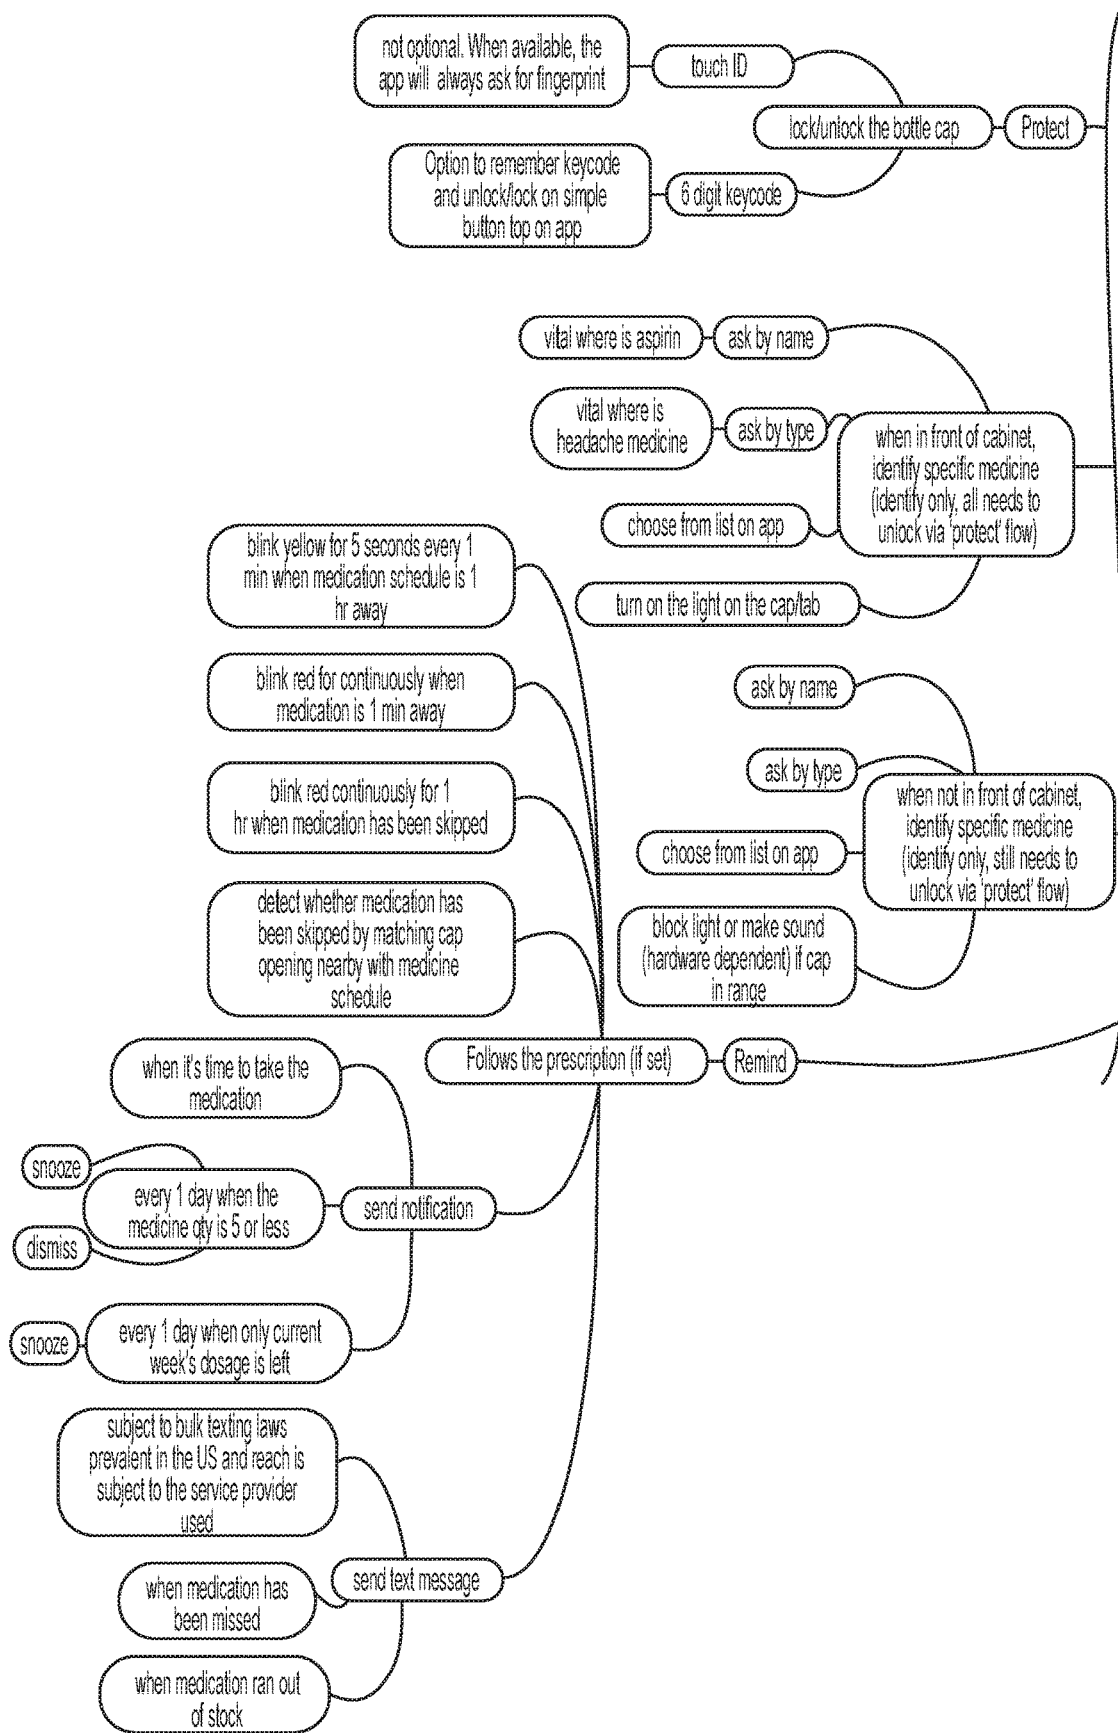 not optional. When available, the
app will always ask for fingerprint
touch ID
lock/unlock the bottle cap
Protect
Option to remember keycode
and unlock/lock on simple
button top on app
6 digit keycode
vital where is aspirin
ask by name
vital where is
headache medicine
ask by type
when in front of cabinet,
identify specific medicine
(identify only, all needs to
unlock via 'protect' flow)
choose from list on app
turn on the light on the cap/tab
blink yellow for 5 seconds every 1
min when medication schedule is 1
hr away
blink red for continuously when
medication is 1 min away
blink red continuously for 1
hr when medication has been skipped
detect whether medication has
been skipped by matching cap
opening nearby with medicine
schedule
ask by name
ask by type
when not in front of cabinet,
identify specific medicine
(identify only, still needs to
unlock via 'protect' flow)
choose from list on app
block light or make sound
(hardware dependent) if cap
in range
Follows the prescription (if set)
Remind
when it's time to take the
medication
snooze
every 1 day when the
medicine qty is 5 or less
dismiss
send notification
snooze
every 1 day when only current
week's dosage is left
subject to bulk texting laws
prevalent in the US and reach is
subject to the service provider
used
send text message
when medication has
been missed
when medication ran out
of stock